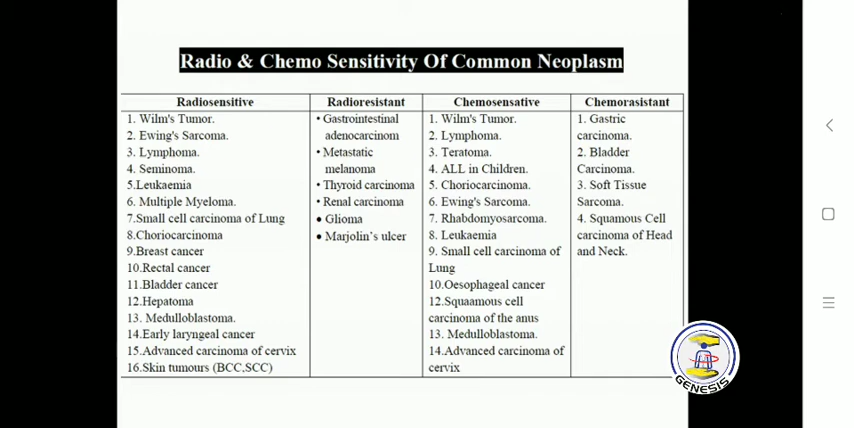 Radio & Chemo Sensitivity Of Common Neoplasm
Radiosensitive
1. Wilm's Tumor.
2. Ewing's Sarcoma.
3. Lymphoma.
4. Seminoma.
5.Leukaemia
6. Multiple Myeloma.
7.Small cell carcinoma of Lung
8.Choriocarcinoma
9.Breast cancer
10.Rectal cancer
11.Bladder cancer
12.Hepatoma
13. Medulloblastoma.
14.Early laryngeal cancer
15.Advanced carcinoma of cervix
16.Skin tumours (BCC,SCC)
Radioresistant
• Gastrointestinal
adenocarcinom
• Metastatic
melanoma
• Thyroid carcinoma
• Renal carcinoma
● Glioma
● Marjolin's ulcer
Chemosensative
1. Wilm's Tumor.
2. Lymphoma.
3. Teratoma.
4. ALL in Children.
5. Choriocarcinoma.
6. Ewing's Sarcoma.
7. Rhabdomyosarcoma.
8. Leukaemia
9. Small cell carcinoma of
Lung
10.Oesophageal cancer
12.Squaamous cell
carcinoma of the anus
13. Medulloblastoma.
14.Advanced carcinoma of
cervix
Chemorasistant
1. Gastric
carcinoma.
2. Bladder
Carcinoma.
3. Soft Tissue
Sarcoma.
4. Squamous Cell
carcinoma of Head
and Neck.
GENESIS